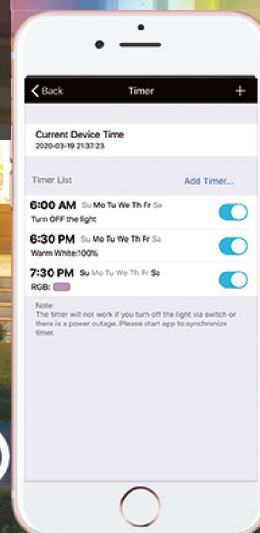 Back Timer +
Current Device Time
2020-03-19 21:37:23
Timer List Add Timer...
6:00 AM Su Mo Tu We Th Fr Sa
Turn OFF the light
6:30 PM Su Mo Tu We Th Fr Sa
Warm White:100%
7:30 PM Su Mo Tu We Th Fr Sa
RGB:
Note:
The timer will not work if you turn off the light via switch or
there is a power outage. Please start app to synchronize
timer.